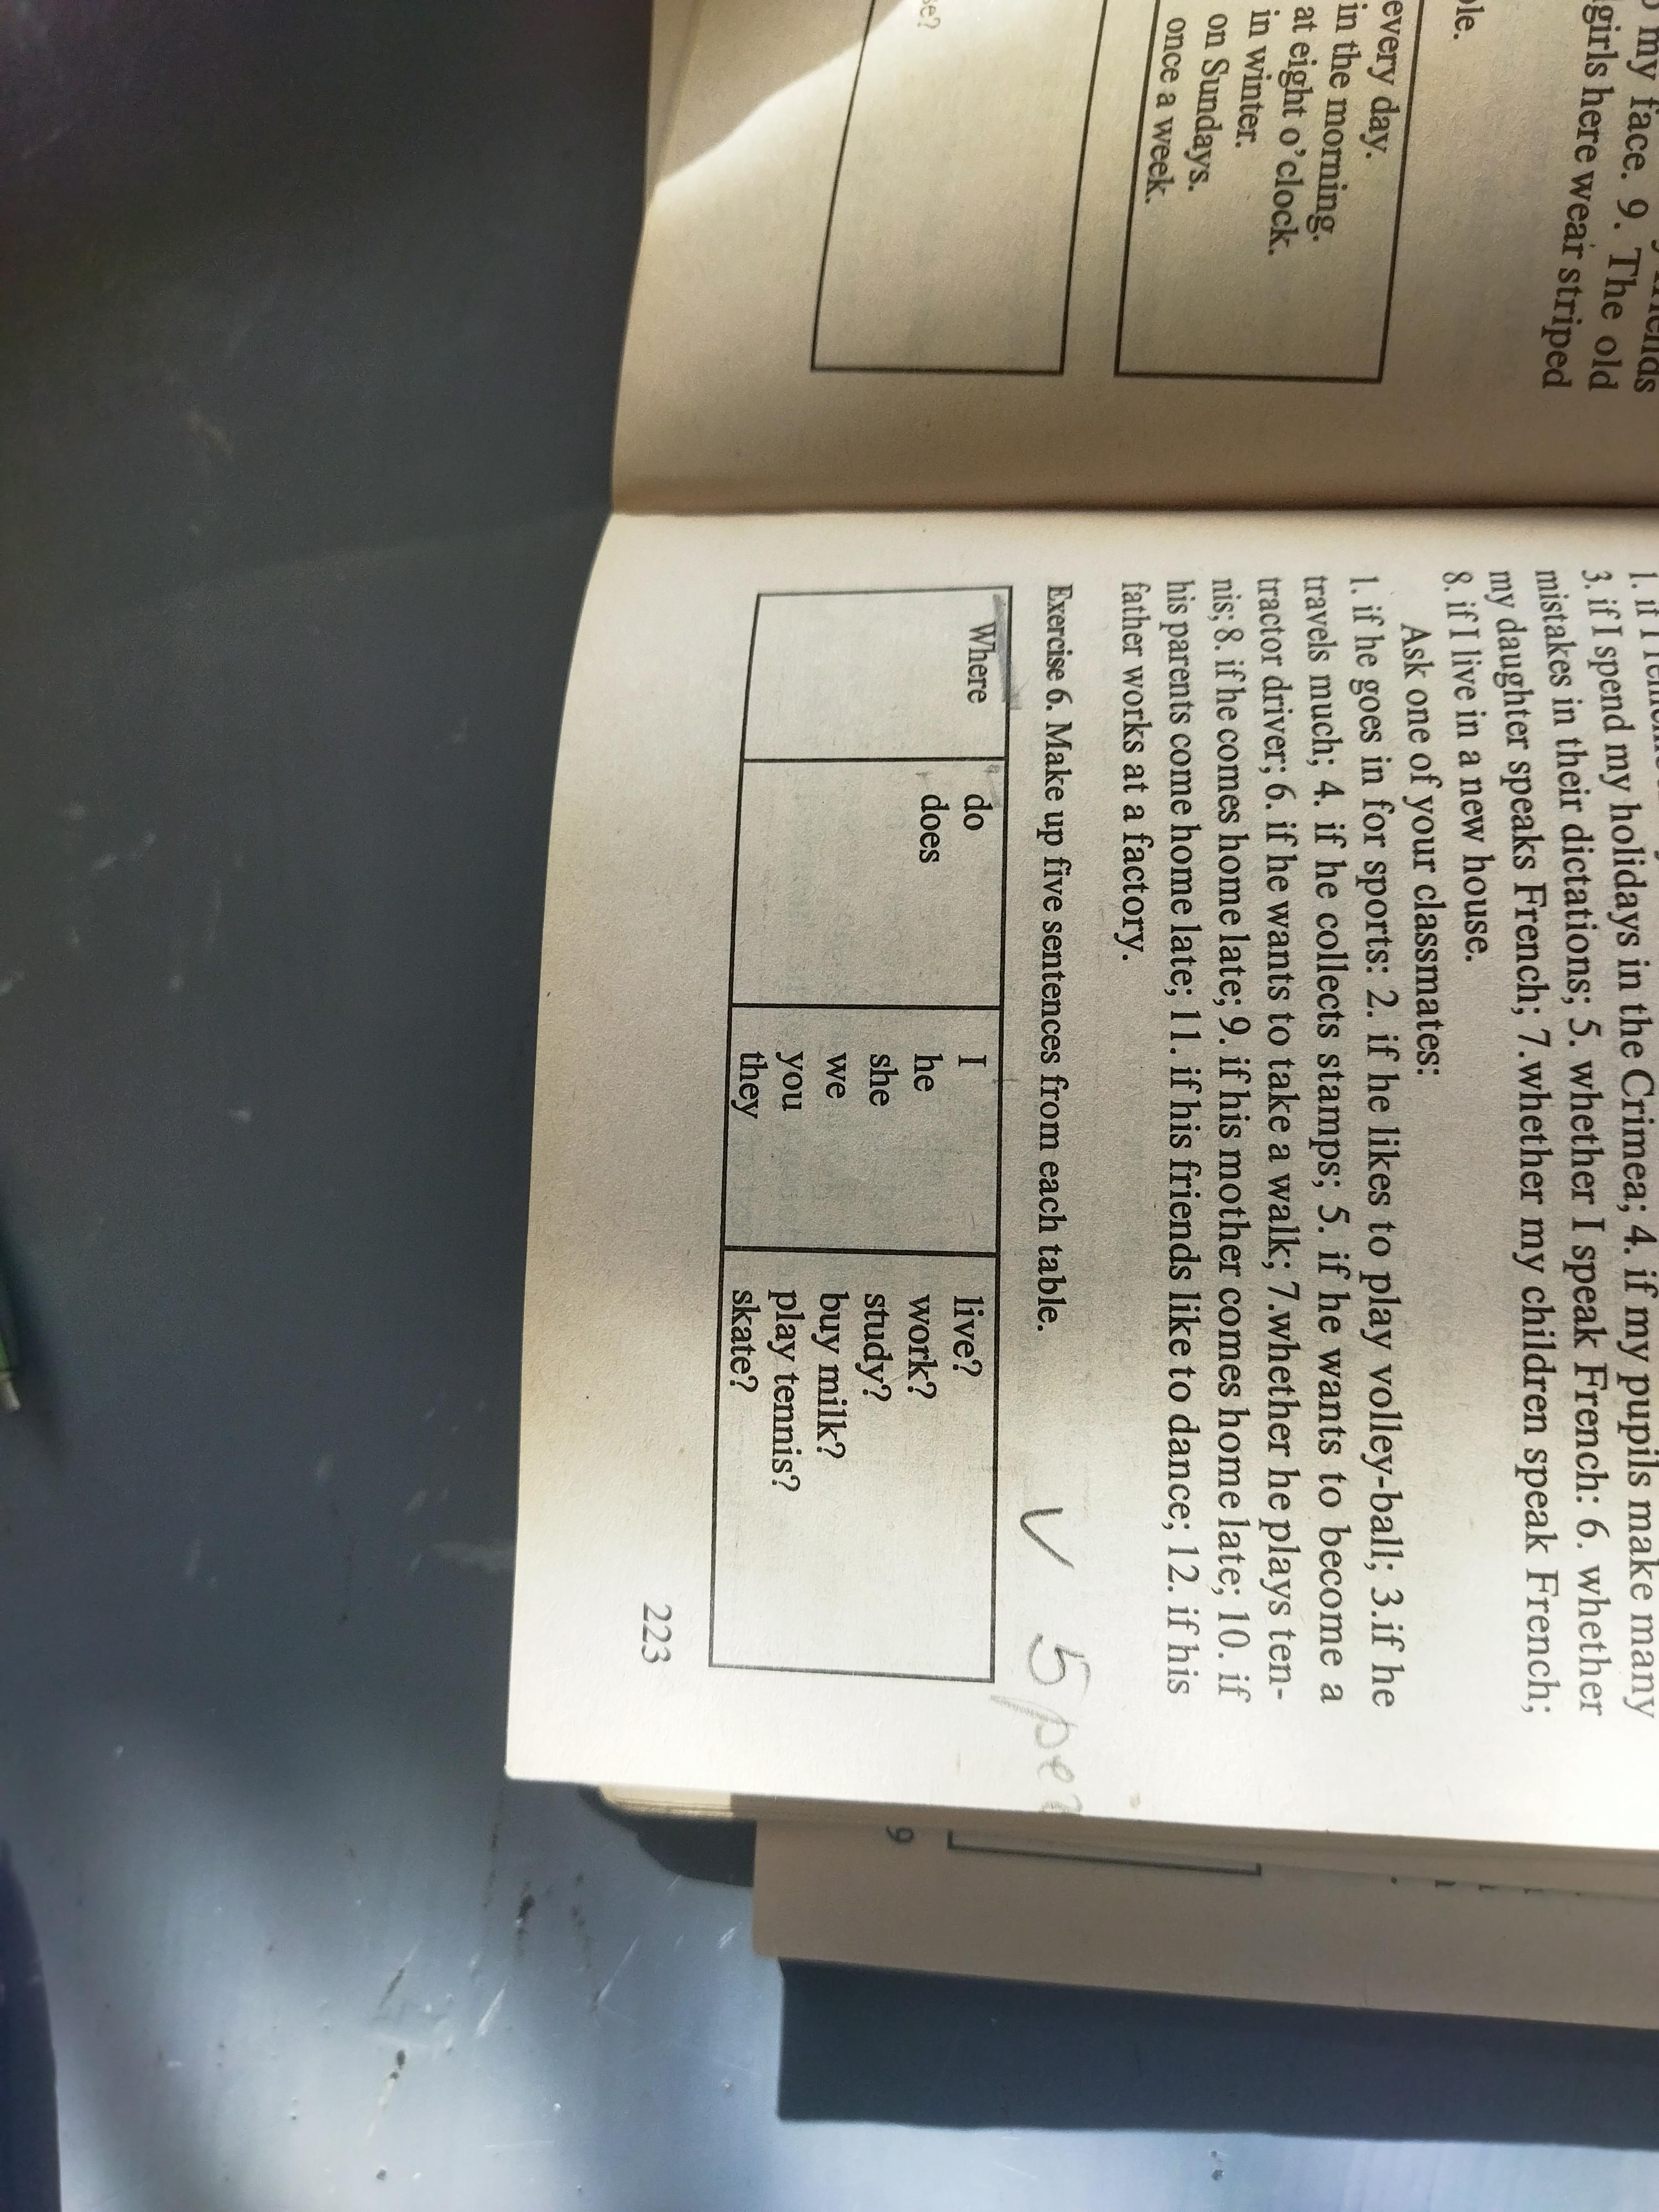 my face. 9. The old
girls here wear striped
every day.
in the morning.
at eight o'clock.
in winter.
on Sundays.
once a week.
3. if I spend my holidays in the Crimea; 4. if my pupils make many
mistakes in their dictations; 5. whether I speak French: 6. whether
my daughter speaks French; 7.whether my children speak French;
8. if I live in a new house.
Ask one of your classmates:
1. if he goes in for sports: 2. if he likes to play volley-ball; 3.if he
travels much; 4. if he collects stamps; 5. if he wants to become a
tractor driver; 6. if he wants to take a walk; 7.whether he plays ten-
nis; 8. if he comes home late; 9. if his mother comes home late; 10. if
his parents come home late; 11. if his friends like to dance; 12. if his
father works at a factory.
Exercise 6. Make up five sentences from each table.
V 5
Where do I live?
does he work?
she study?
we buy milk?
you play tennis?
they skate?
223
9